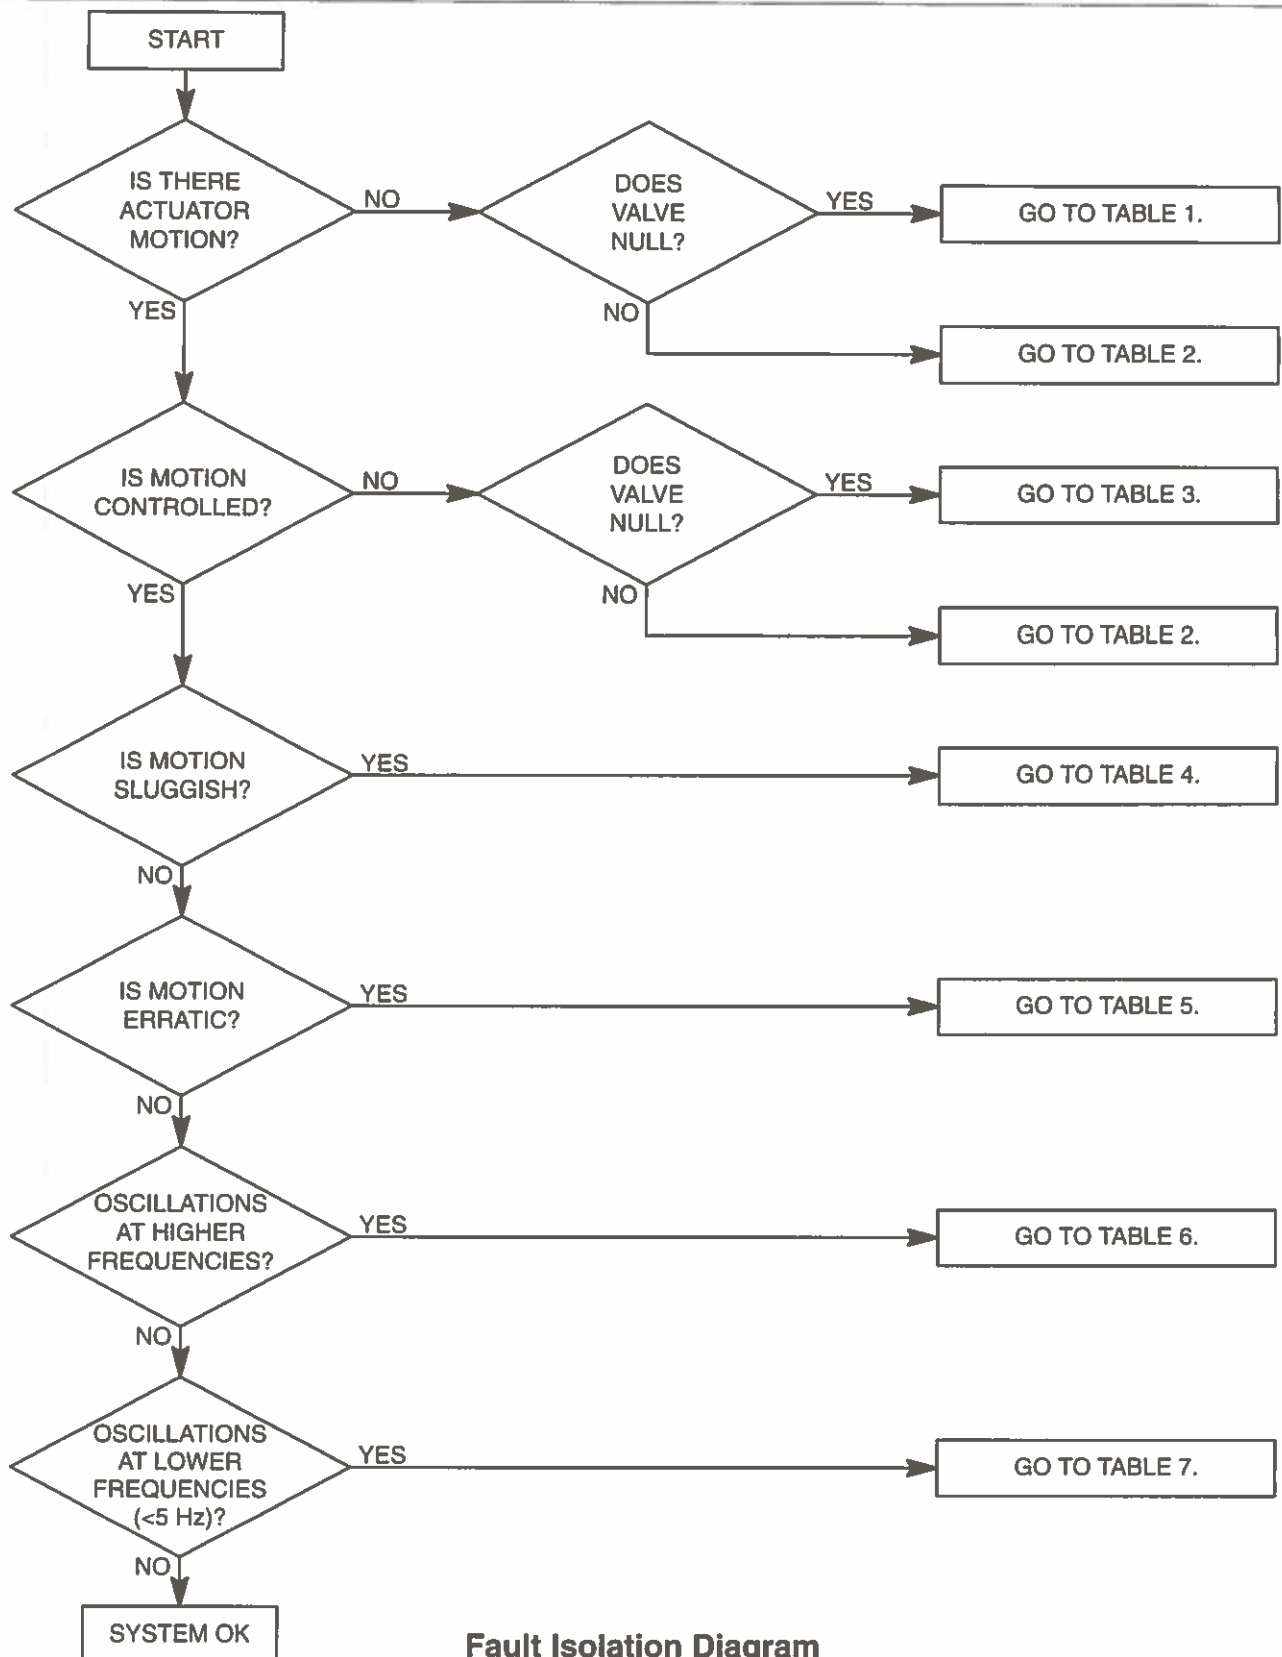 START
IS THERE
ACTUATOR
MOTION?
NO
DOES
VALVE
NULL?
YES
GO TO TABLE 1.
YES
NO
GO TO TABLE 2.
IS MOTION
CONTROLLED?
NO
DOES
VALVE
NULL?
YES
GO TO TABLE 3.
YES
NO
GO TO TABLE 2.
IS MOTION
SLUGGISH?
YES
GO TO TABLE 4.
NO
IS MOTION
ERRATIC?
YES
GO TO TABLE 5.
NO
OSCILLATIONS
AT HIGHER
FREQUENCIES?
YES
GO TO TABLE 6.
NO
OSCILLATIONS
AT LOWER
FREQUENCIES
(<5 Hz)?
YES
GO TO TABLE 7.
NO
SYSTEM OK
Fault Isolation Diagram